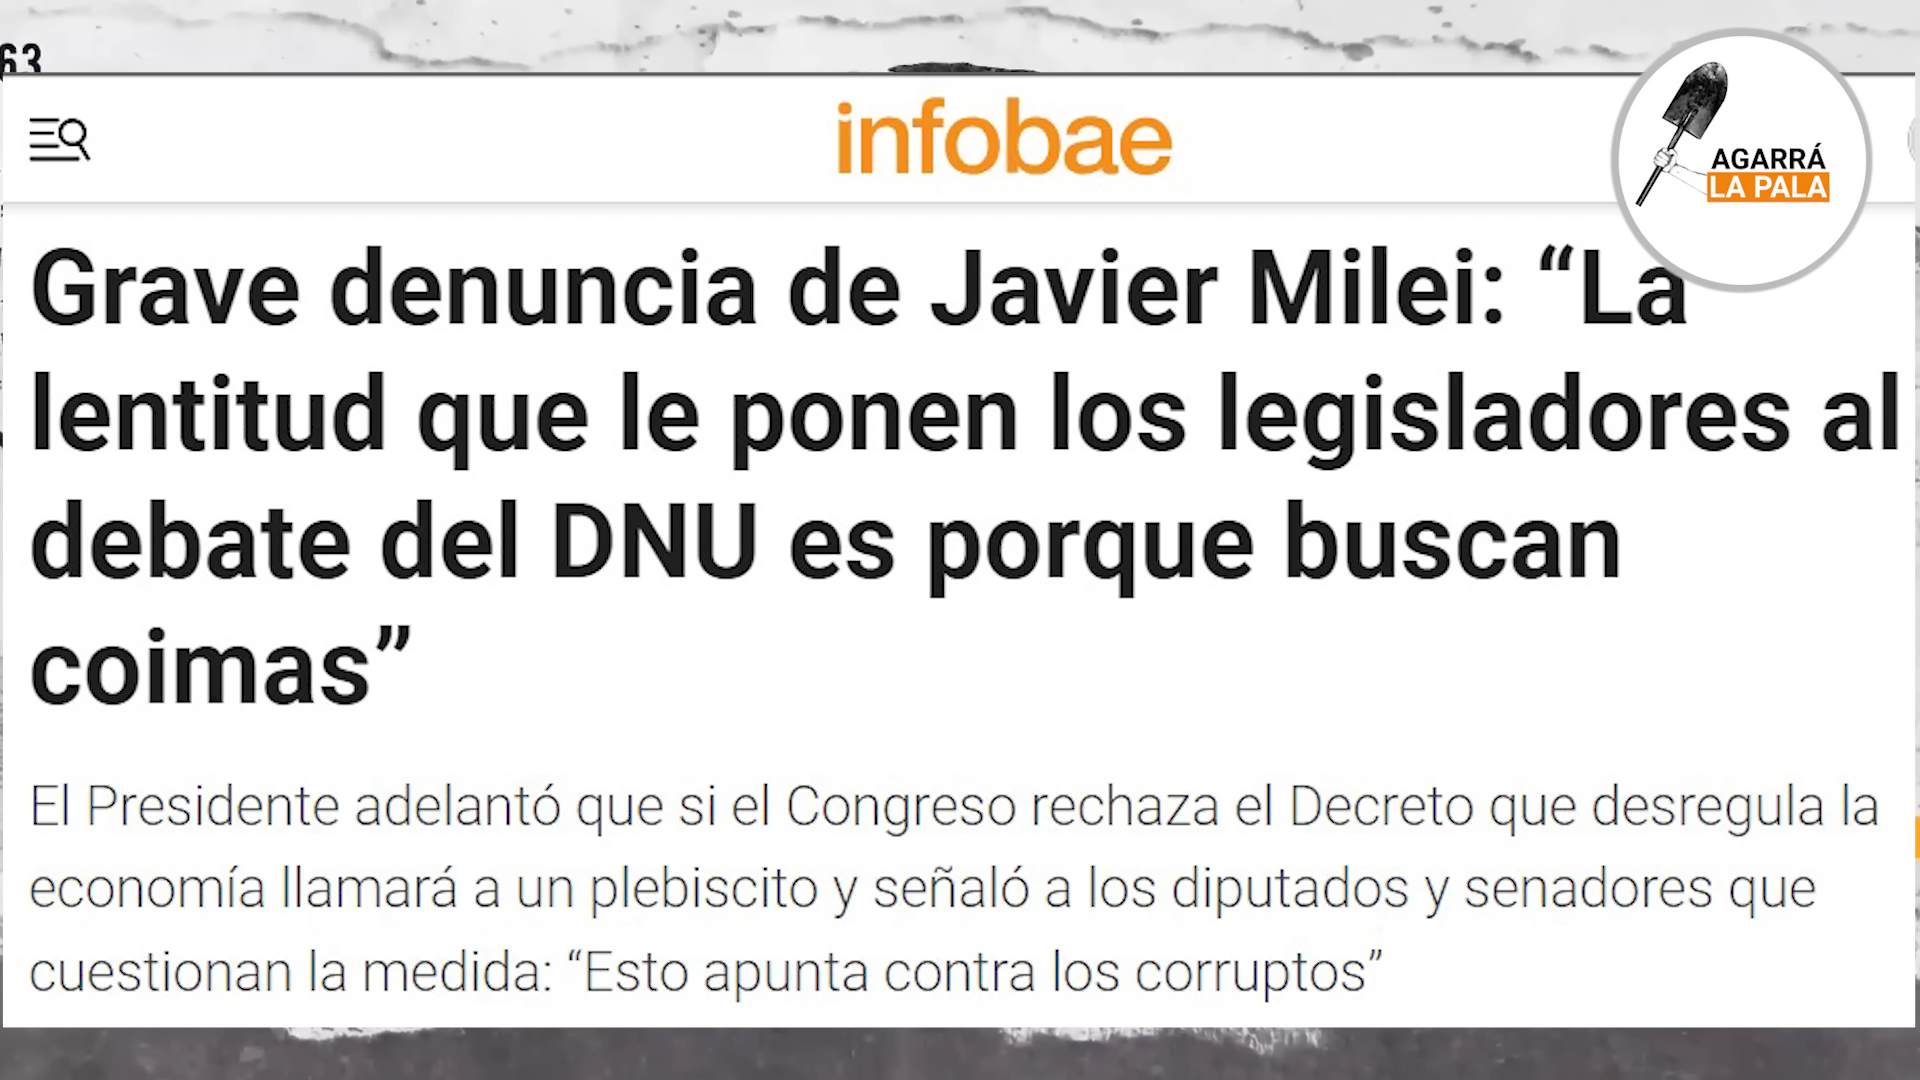 63
infobae
AGARRÁ
LA PALA
Grave denuncia de Javier Milei: “La
lentitud que le ponen los legisladores al
debate del DNU es porque buscan
coimas”
El Presidente adelantó que si el Congreso rechaza el Decreto que desregula la
economía llamará a un plebiscito y señaló a los diputados y senadores que
cuestionan la medida: “Esto apunta contra los corruptos”